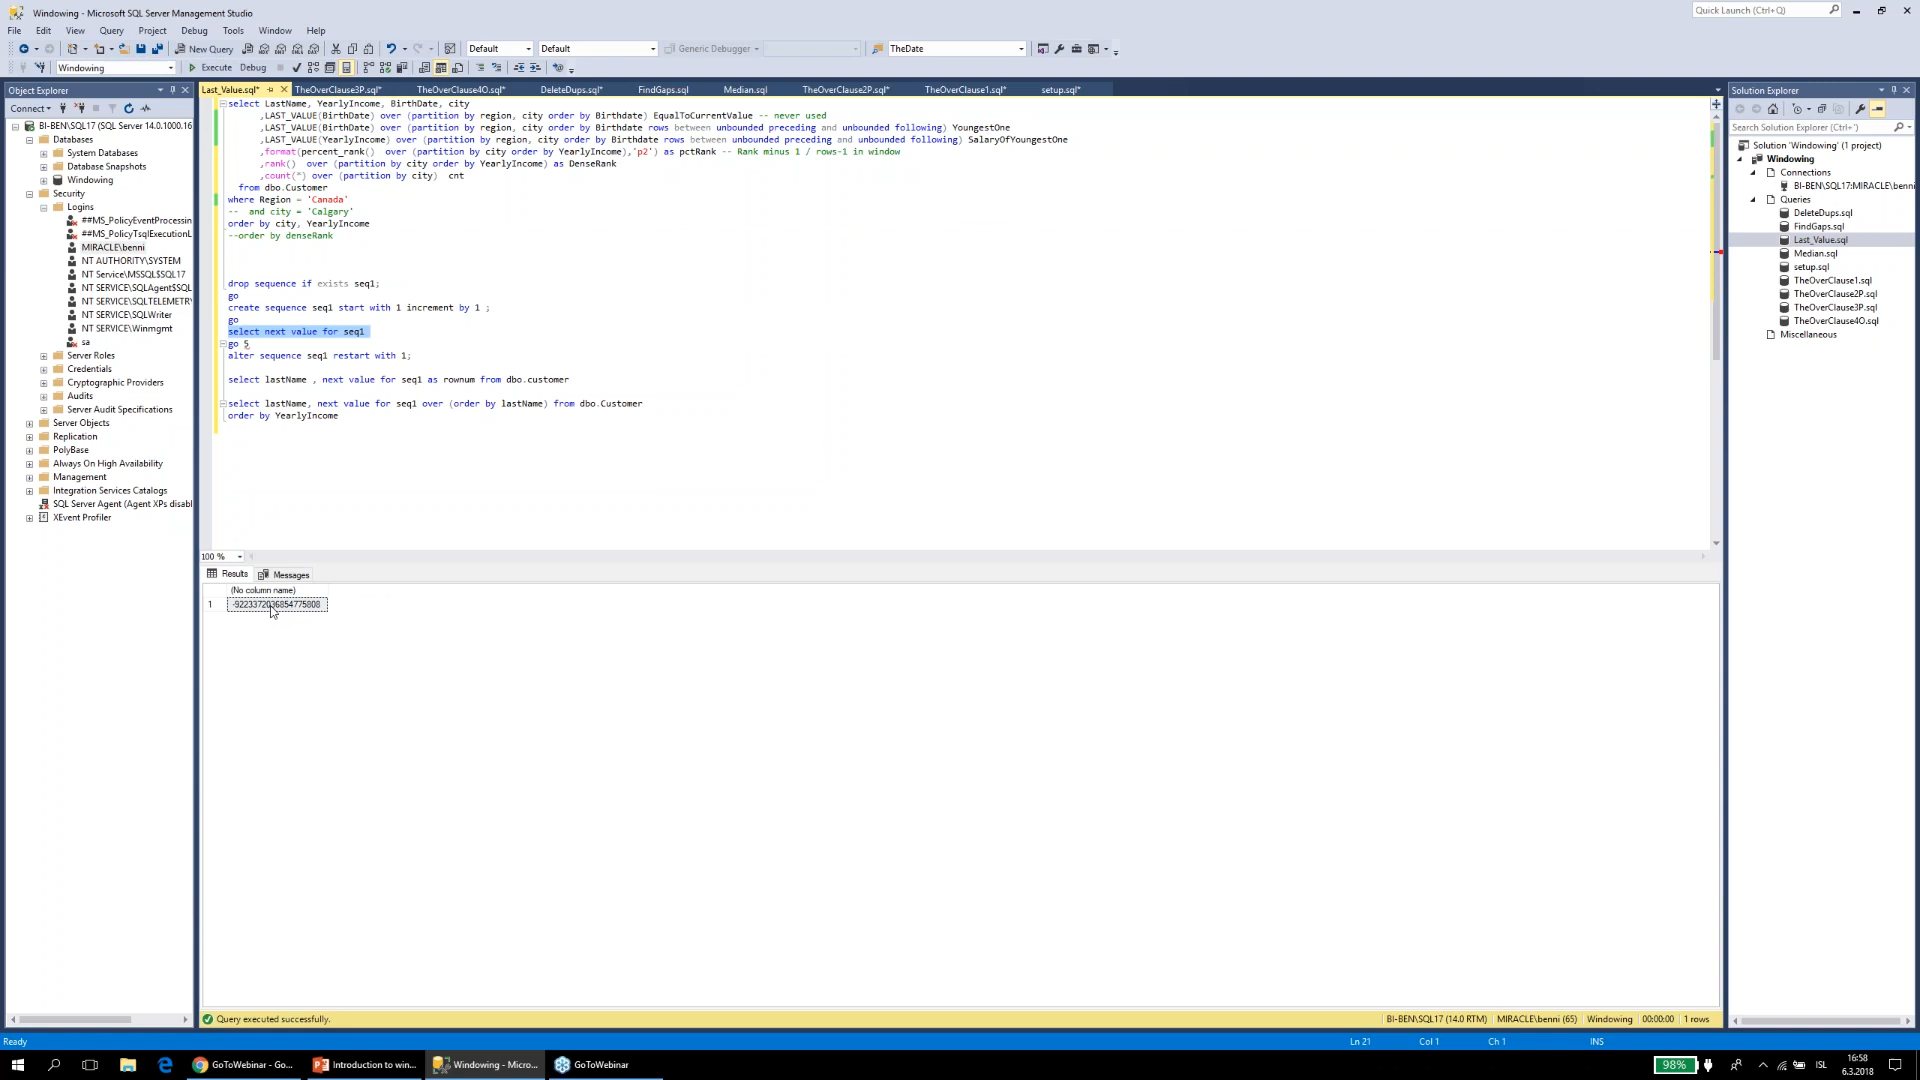 Windowing - Microsoft SQL Server Management Studio
Quick Launch (Ctrl+Q)
File Edit View Query Project Debug Tools Window Help
New Query Default Default Generic Debugger TheDate
Windowing Execute Debug
Object Explorer
Connect
BI-BEN\SQL17 (SQL Server 14.0.1000.16
Databases
System Databases
Database Snapshots
Windowing
Security
Logins
##MS_PolicyEventProcessin
##MS_PolicyTsqlExecutionL
MIRACLE\benni
NT AUTHORITY\SYSTEM
NT Service\MSSQL$SQL17
NT SERVICE\SQLAgent$SQL
NT SERVICE\SQLTELEMETRY
NT SERVICE\SQLWriter
NT SERVICE\Winmgmt
sa
Server Roles
Credentials
Cryptographic Providers
Audits
Server Audit Specifications
Server Objects
Replication
PolyBase
Always On High Availability
Management
Integration Services Catalogs
SQL Server Agent (Agent XPs disabl
XEvent Profiler
Last_Value.sql* TheOverClause3P.sql* TheOverClause4O.sql* DeleteDups.sql* FindGaps.sql Median.sql TheOverClause2P.sql* TheOverClause1.sql* setup.sql*
select LastName, YearlyIncome, BirthDate, city
,LAST_VALUE(BirthDate) over (partition by region, city order by Birthdate) EqualToCurrentValue -- never used
,LAST_VALUE(BirthDate) over (partition by region, city order by Birthdate rows between unbounded preceding and unbounded following) YoungestOne
,LAST_VALUE(YearlyIncome) over (partition by region, city order by Birthdate rows between unbounded preceding and unbounded following) SalaryOfYoungestOne
,format(percent_rank() over (partition by city order by YearlyIncome),'p2') as pctRank -- Rank minus 1 / rows-1 in window
,rank() over (partition by city order by YearlyIncome) as DenseRank
,count(*) over (partition by city) cnt
from dbo.Customer
where Region = 'Canada'
-- and city = 'Calgary'
order by city, YearlyIncome
--order by denseRank
drop sequence if exists seq1;
go
create sequence seq1 start with 1 increment by 1 ;
go
select next value for seq1
go 5
alter sequence seq1 restart with 1;
select lastName , next value for seq1 as rownum from dbo.customer
select lastName, next value for seq1 over (order by lastName) from dbo.Customer
order by YearlyIncome
100 %
Results Messages
(No column name)
1 -9223372036854775808
Query executed successfully. BI-BEN\SQL17 (14.0 RTM) MIRACLE\benni (65) Windowing 00:00:00 1 rows
Solution Explorer
Search Solution Explorer (Ctrl+')
Solution 'Windowing' (1 project)
Windowing
Connections
BI-BEN\SQL17:MIRACLE\benni
Queries
DeleteDups.sql
FindGaps.sql
Last_Value.sql
Median.sql
setup.sql
TheOverClause1.sql
TheOverClause2P.sql
TheOverClause3P.sql
TheOverClause4O.sql
Miscellaneous
Ready Ln 21 Col 1 Ch 1 INS
GoToWebinar - Go... Introduction to win... Windowing - Micro... GoToWebinar 98% ISL 16:58
6.3.2018